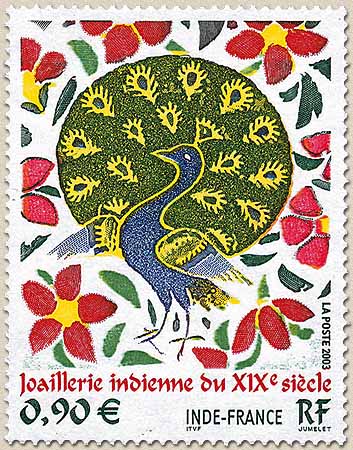 LA POSTE 2003
Joaillerie indienne du XIXe siècle
0,90 € INDE-FRANCE RF
ITVF JUMELET